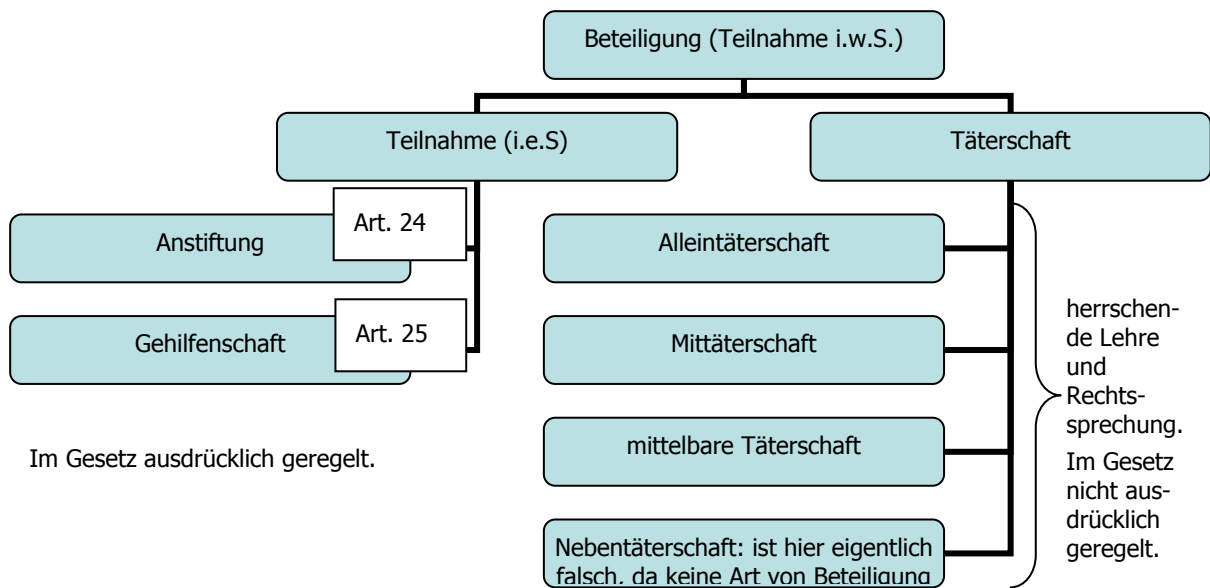 Beteiligung (Teilnahme i.w.S.)
Teilnahme (i.e.S)
Täterschaft
Anstiftung
Art. 24
Gehilfenschaft
Art. 25
Im Gesetz ausdrücklich geregelt.
Alleintäterschaft
Mittäterschaft
mittelbare Täterschaft
Nebentäterschaft: ist hier eigentlich
falsch, da keine Art von Beteiligung
herrschen-
de Lehre
und
Rechts-
sprechung.
Im Gesetz
nicht aus-
drücklich
geregelt.